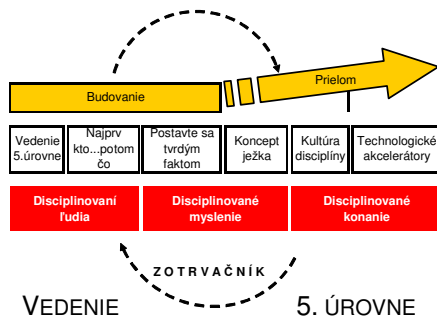 Budovanie
Prielom
Vedenie
5.úrovne
Najprv
kto...potom
čo
Postavte sa
tvrdým
faktom
Koncept
ježka
Kultúra
disciplíny
Technologické
akcelerátory
Disciplinovaní
ľudia
Disciplinované
myslenie
Disciplinované
konanie
ZOTRVAČNÍK
VEDENIE 5. ÚROVNE